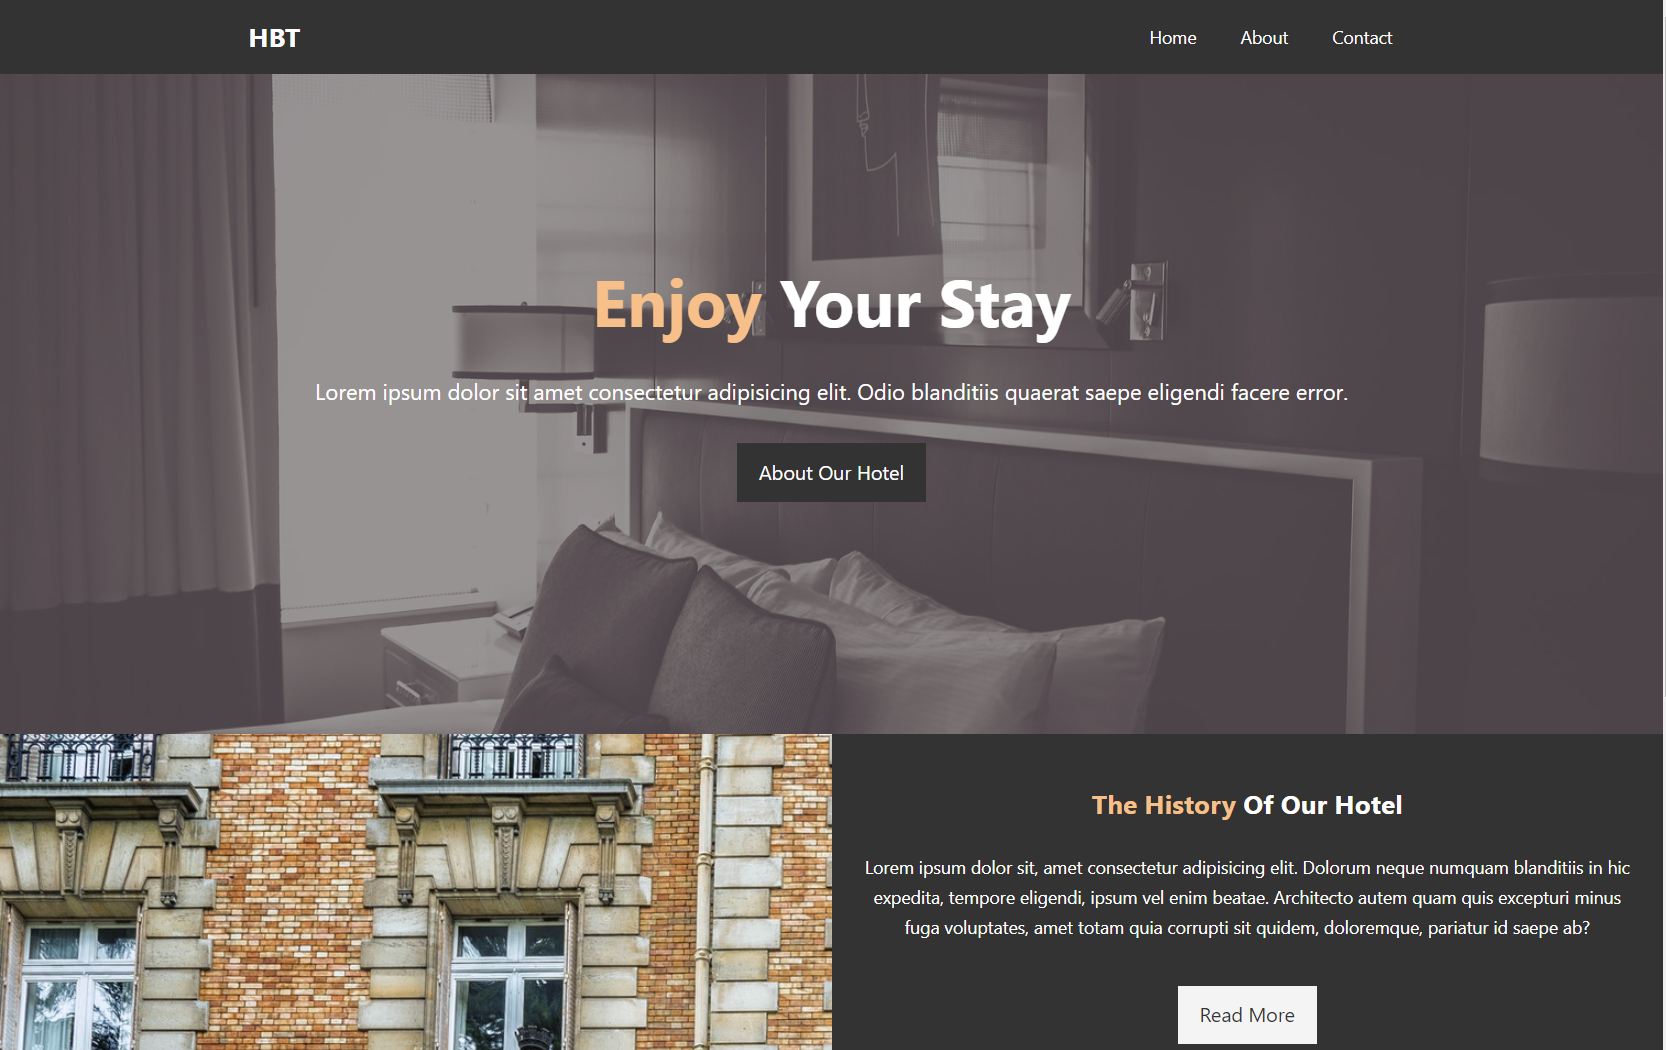 HBT
Home About Contact
Enjoy Your Stay
Lorem ipsum dolor sit amet consectetur adipisicing elit. Odio blanditiis quaerat saepe eligendi facere error.
About Our Hotel
The History Of Our Hotel
Lorem ipsum dolor sit, amet consectetur adipisicing elit. Dolorum neque numquam blanditiis in hic
expedita, tempore eligendi, ipsum vel enim beatae. Architecto autem quam quis excepturi minus
fuga voluptates, amet totam quia corrupti sit quidem, doloremque, pariatur id saepe ab?
Read More